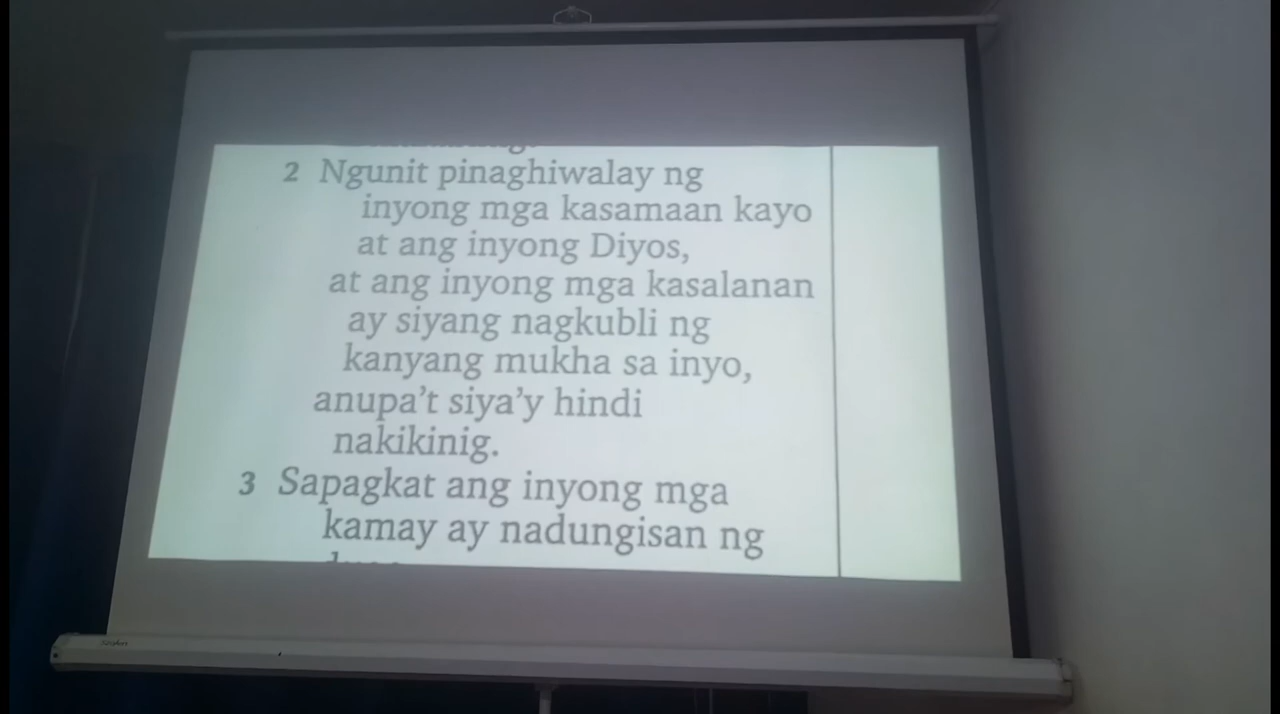 2 Ngunit pinaghiwalay ng
inyong mga kasamaan kayo
at ang inyong Diyos,
at ang inyong mga kasalanan
ay siyang nagkubli ng
kanyang mukha sa inyo,
anupa't siya'y hindi
nakikinig.
3 Sapagkat ang inyong mga
kamay ay nadungisan ng